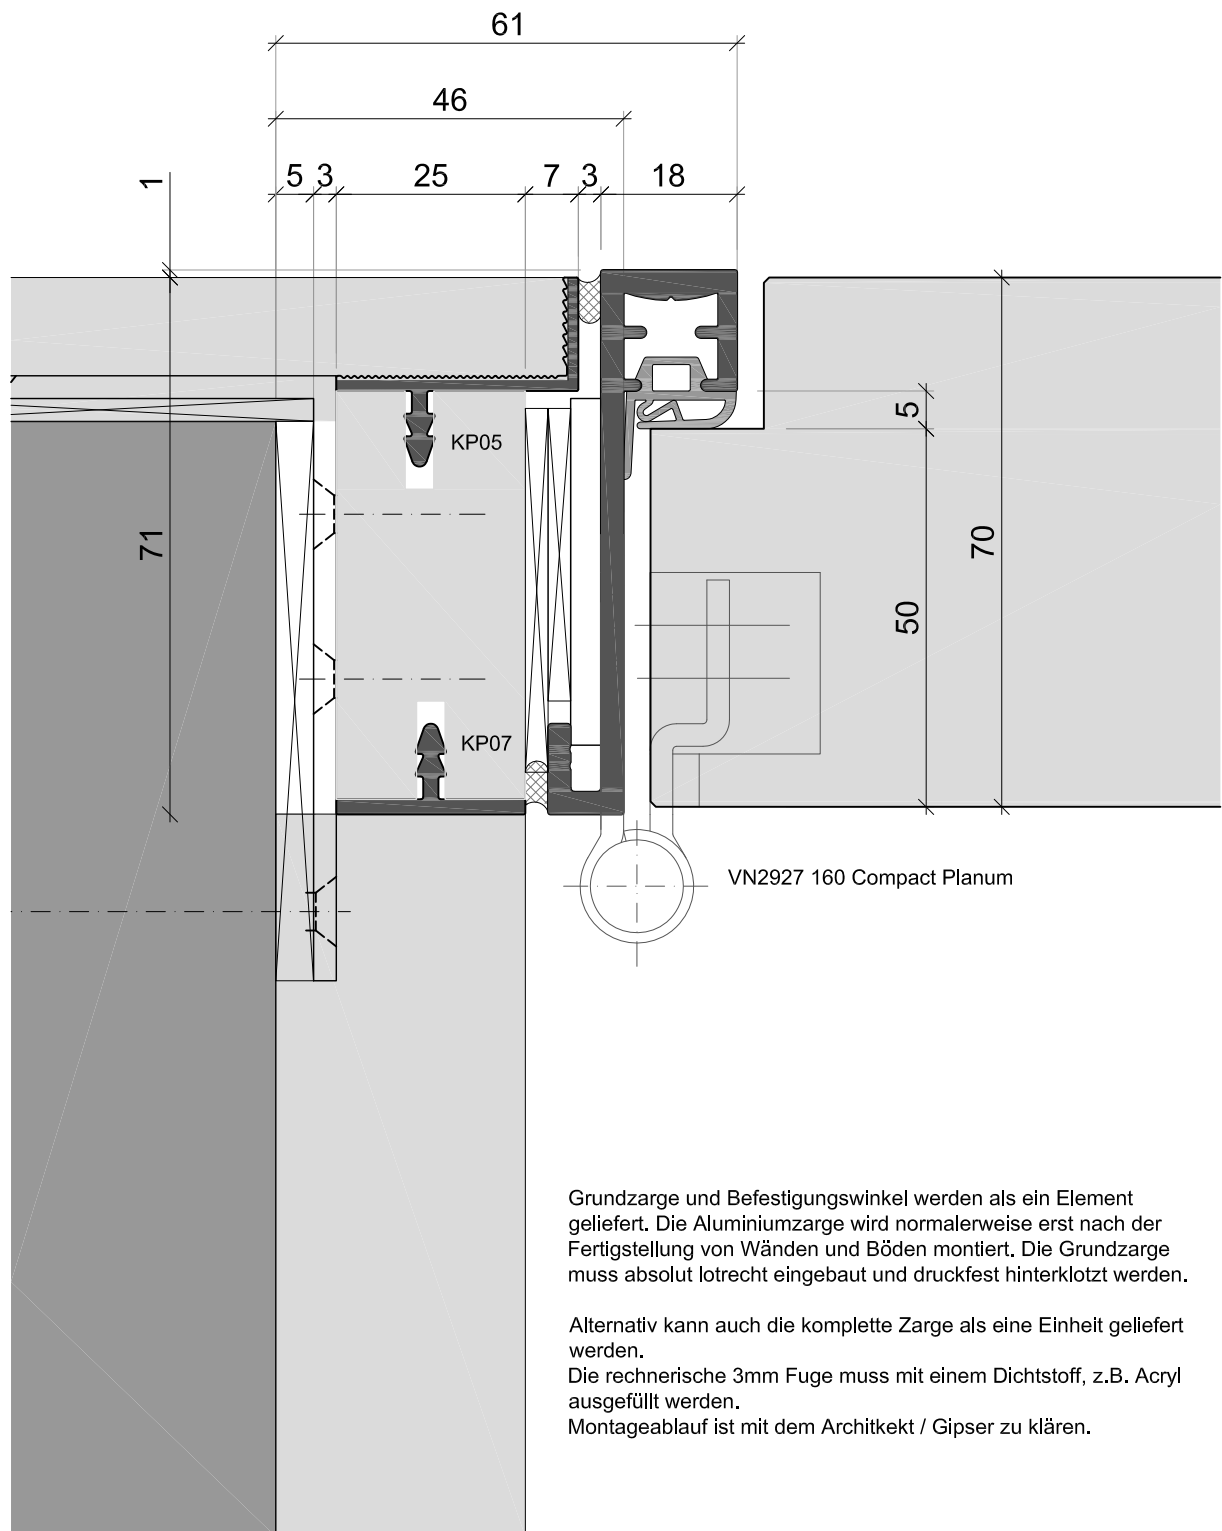 61
46
5 3 25 7 3 18
1
KP05
5
71
70
50
KP07
VN2927 160 Compact Planum
Grundzarge und Befestigungswinkel werden als ein Element
geliefert. Die Aluminiumzarge wird normalerweise erst nach der
Fertigstellung von Wänden und Böden montiert. Die Grundzarge
muss absolut lotrecht eingebaut und druckfest hinterklotzt werden.
Alternativ kann auch die komplette Zarge als eine Einheit geliefert
werden.
Die rechnerische 3mm Fuge muss mit einem Dichtstoff, z.B. Acryl
ausgefüllt werden.
Montageablauf ist mit dem Architkekt / Gipser zu klären.